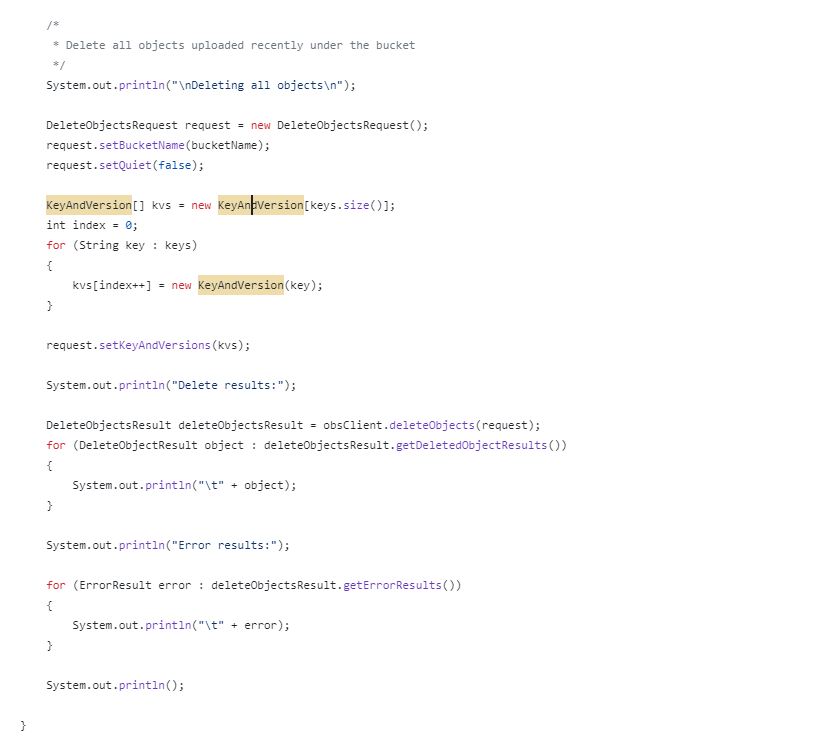 /*
 * Delete all objects uploaded recently under the bucket
 */
System.out.println("\nDeleting all objects\n");
DeleteObjectsRequest request = new DeleteObjectsRequest();
request.setBucketName(bucketName);
request.setQuiet(false);
KeyAndVersion[] kvs = new KeyAndVersion[keys.size()];
int index = 0;
for (String key : keys)
{
    kvs[index++] = new KeyAndVersion(key);
}
request.setKeyAndVersions(kvs);
System.out.println("Delete results:");
DeleteObjectsResult deleteObjectsResult = obsClient.deleteObjects(request);
for (DeleteObjectResult object : deleteObjectsResult.getDeletedObjectResults())
{
    System.out.println("\t" + object);
}
System.out.println("Error results:");
for (ErrorResult error : deleteObjectsResult.getErrorResults())
{
    System.out.println("\t" + error);
}
System.out.println();
}